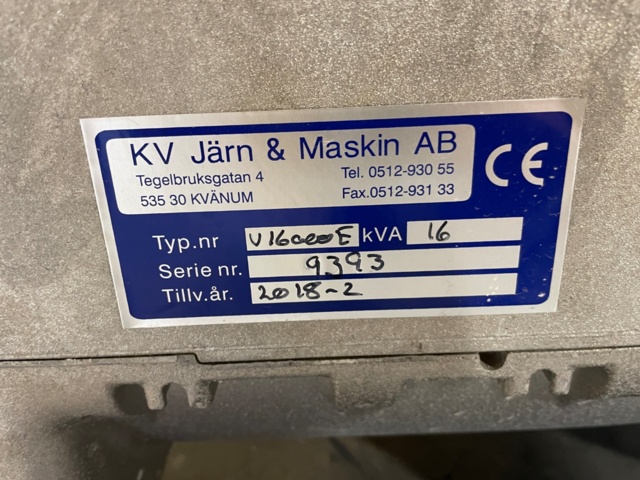 KV Järn & Maskin AB
Tegelbruksgatan 4 Tel. 0512-930 55
535 30 KVÄNUM Fax.0512-931 33
CE
Typ.nr V16000E kVA 16
Serie nr. 9393
Tillv.år. 2018-2